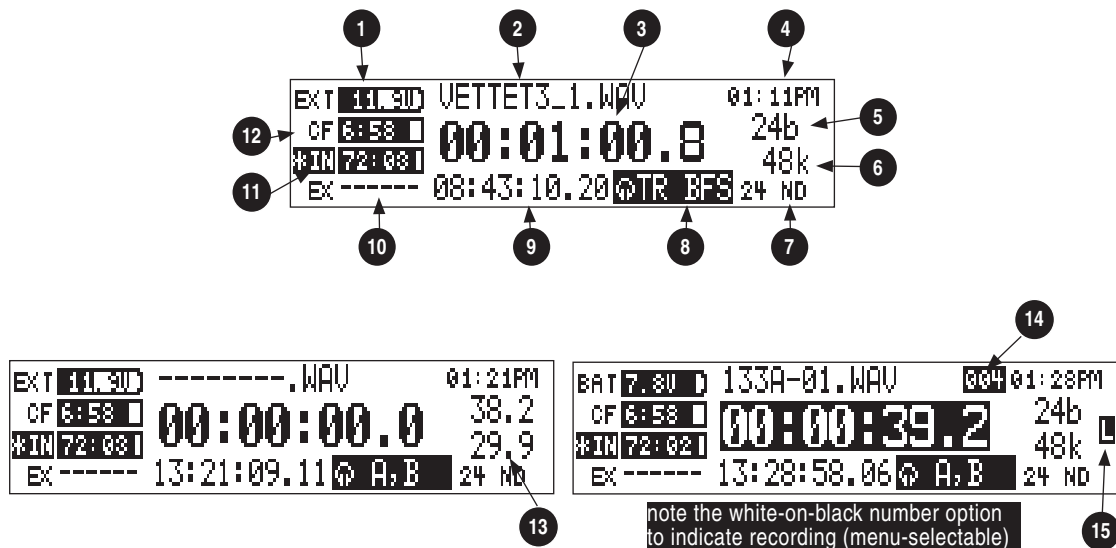 1 2 3 4
EXT 11.9V VETTET3_1.WAV 01:11PM
24b 5
12 CF 6:58 00:01:00.8
48k 6
11 *IN 72:03
EX ------ 08:43:10.20 TR BFS 24 ND
10 9 8 7
14
EXT 11.9V --------.WAV 01:21PM
CF 6:58 00:00:00.0 38.2
*IN 72:03 29.9
EX ------ 13:21:09.11 A,B 24 ND
13
BAT 7.8V 133A-01.WAV 004 01:28PM
CF 6:58 00:00:39.2 24b
L
*IN 72:02 48k
EX ------ 13:28:58.06 A,B 24 ND
15
note the white-on-black number option
to indicate recording (menu-selectable)